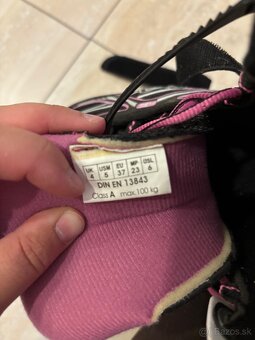 UK USM EU MP USL
4 5 37 23 6
DIN EN 13843
Class A max.100 kg
© Bazos.sk